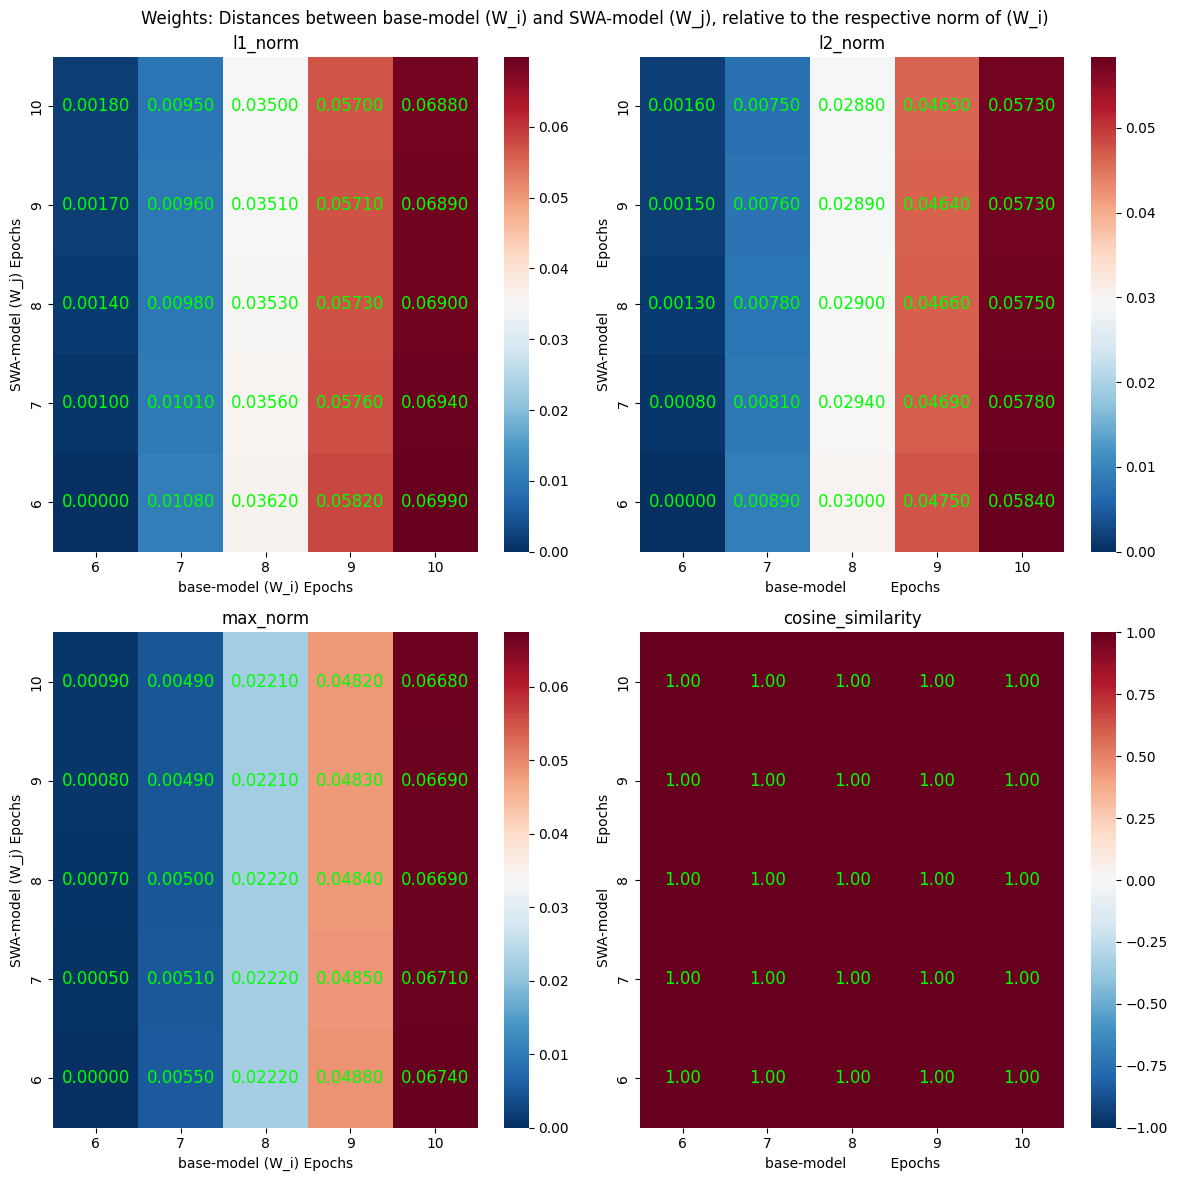 Weights: Distances between base-model (W_i) and SWA-model (W_j), relative to the respective norm of (W_i)
l1_norm
SWA-model (W_j) Epochs
10
0.00180 0.00950 0.03500 0.05700 0.06880
9
0.00170 0.00960 0.03510 0.05710 0.06890
8
0.00140 0.00980 0.03530 0.05730 0.06900
7
0.00100 0.01010 0.03560 0.05760 0.06940
6
0.00000 0.01080 0.03620 0.05820 0.06990
6 7 8 9 10
base-model (W_i) Epochs
0.06
0.05
0.04
0.03
0.02
0.01
0.00
l2_norm
SWA-model Epochs
10
0.00160 0.00750 0.02880 0.04630 0.05730
9
0.00150 0.00760 0.02890 0.04640 0.05730
8
0.00130 0.00780 0.02900 0.04660 0.05750
7
0.00080 0.00810 0.02940 0.04690 0.05780
6
0.00000 0.00890 0.03000 0.04750 0.05840
6 7 8 9 10
base-model Epochs
0.05
0.04
0.03
0.02
0.01
0.00
max_norm
SWA-model (W_j) Epochs
10
0.00090 0.00490 0.02210 0.04820 0.06680
9
0.00080 0.00490 0.02210 0.04830 0.06690
8
0.00070 0.00500 0.02220 0.04840 0.06690
7
0.00050 0.00510 0.02220 0.04850 0.06710
6
0.00000 0.00550 0.02220 0.04880 0.06740
6 7 8 9 10
base-model (W_i) Epochs
0.06
0.05
0.04
0.03
0.02
0.01
0.00
cosine_similarity
SWA-model Epochs
10
1.00 1.00 1.00 1.00 1.00
9
1.00 1.00 1.00 1.00 1.00
8
1.00 1.00 1.00 1.00 1.00
7
1.00 1.00 1.00 1.00 1.00
6
1.00 1.00 1.00 1.00 1.00
6 7 8 9 10
base-model Epochs
1.00
0.75
0.50
0.25
0.00
−0.25
−0.50
−0.75
−1.00